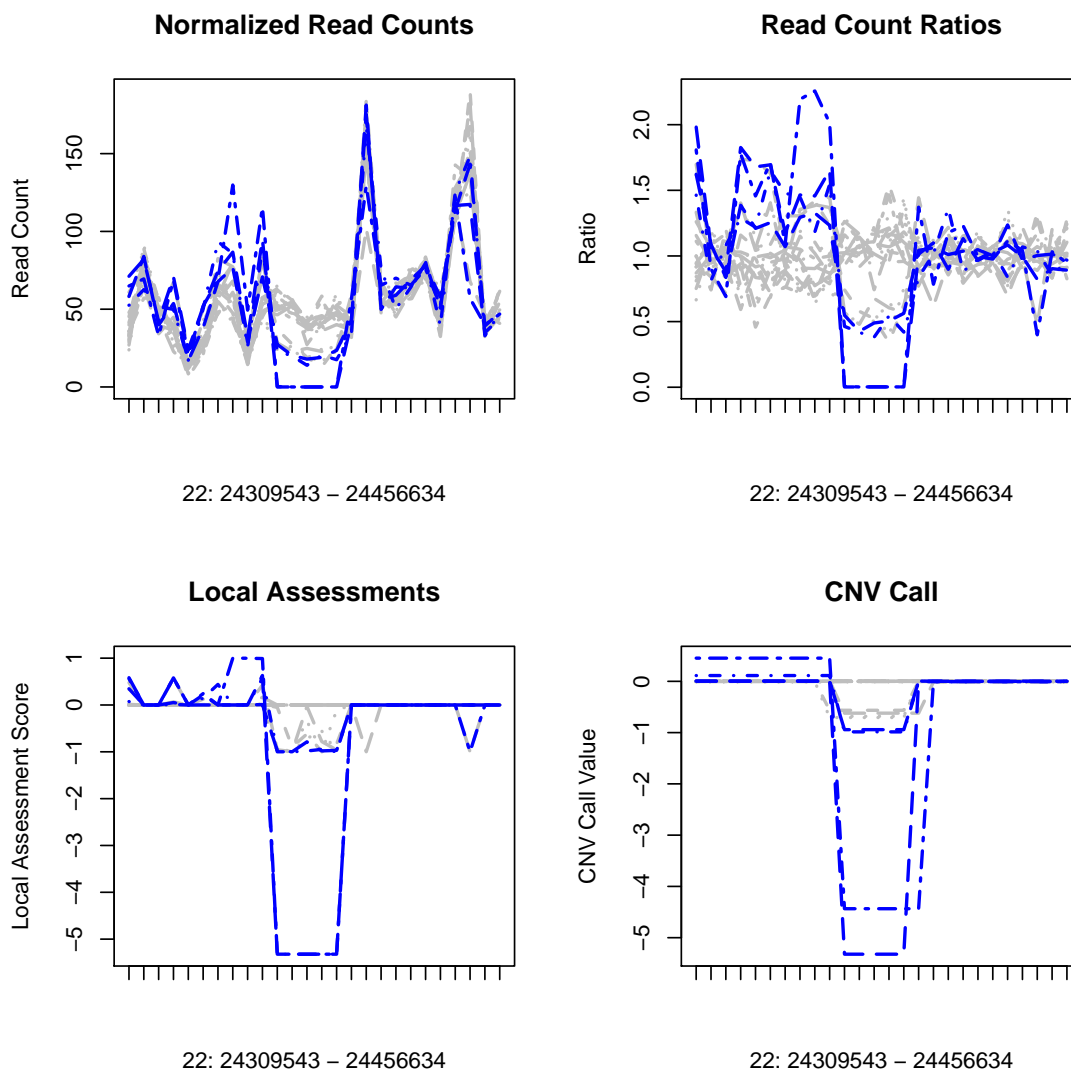 Normalized Read Counts
Read Count
0
50
100
150
22: 24309543 − 24456634
Read Count Ratios
Ratio
0.0
0.5
1.0
1.5
2.0
22: 24309543 − 24456634
Local Assessments
Local Assessment Score
−5
−4
−3
−2
−1
0
1
22: 24309543 − 24456634
CNV Call
CNV Call Value
−5
−4
−3
−2
−1
0
22: 24309543 − 24456634